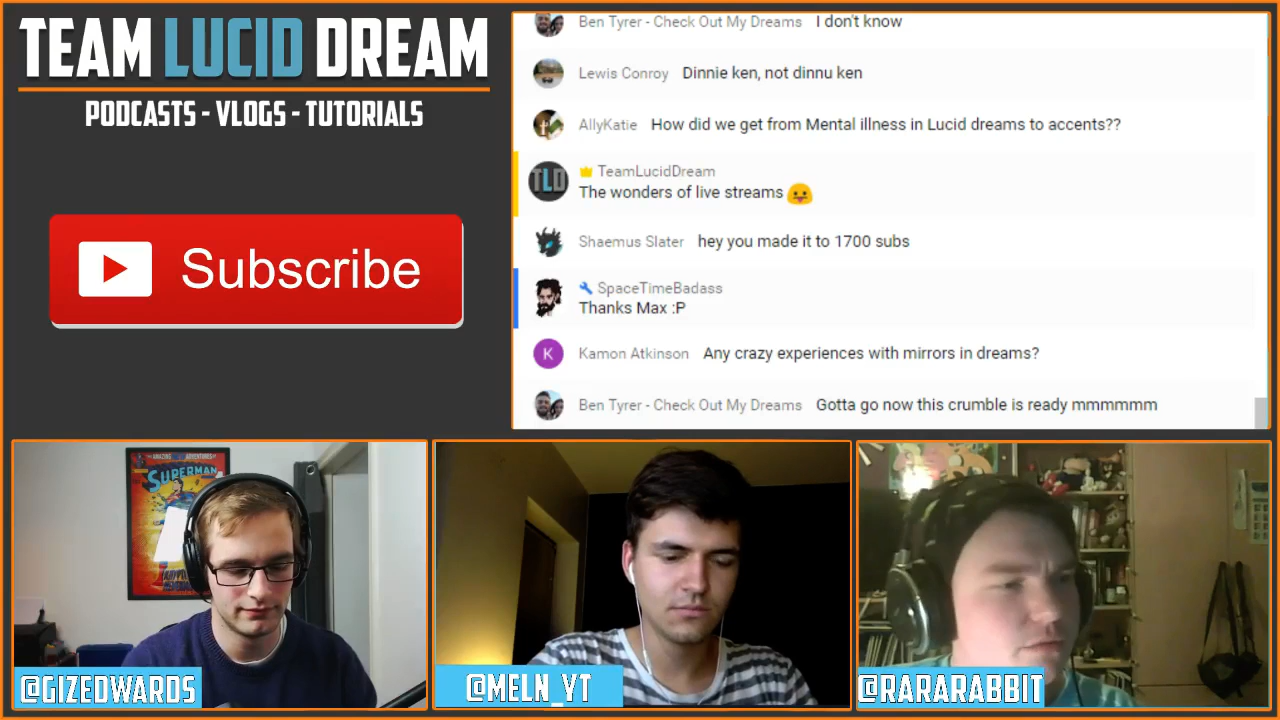 TEAM LUCID DREAM
PODCASTS - VLOGS - TUTORIALS
Subscribe
Ben Tyrer - Check Out My Dreams I don't know
Lewis Conroy Dinnie ken, not dinnu ken
AllyKatie How did we get from Mental illness in Lucid dreams to accents??
TLD
TeamLucidDream
The wonders of live streams
Shaemus Slater hey you made it to 1700 subs
SpaceTimeBadass
Thanks Max :P
K Kamon Atkinson Any crazy experiences with mirrors in dreams?
Ben Tyrer - Check Out My Dreams Gotta go now this crumble is ready mmmmmm
SUPERMAN
@GIZEDWARDS
@MELN_YT
@RARARABBIT